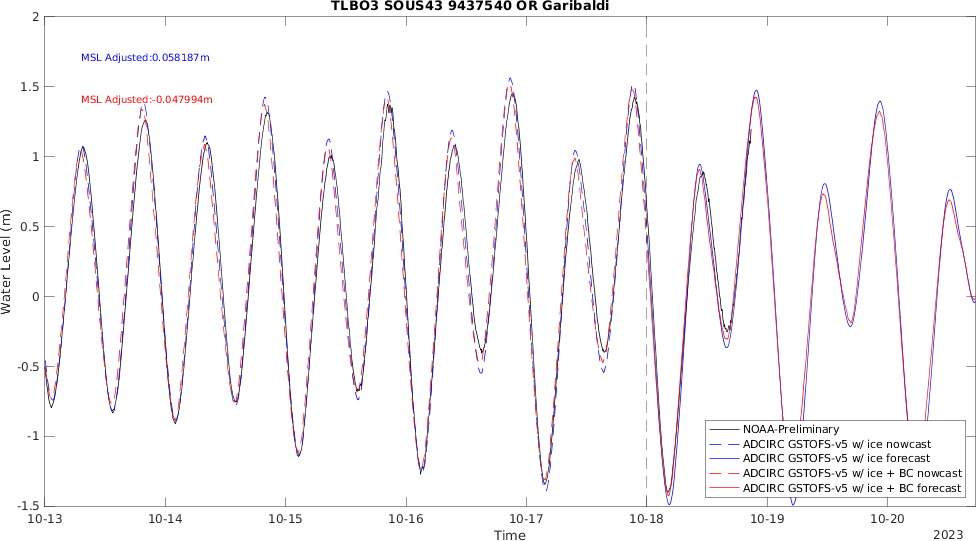 TLBO3 SOUS43 9437540 OR Garibaldi
MSL Adjusted:0.058187m
MSL Adjusted:-0.047994m
Water Level (m)
2
1.5
1
0.5
0
-0.5
-1
-1.5
NOAA-Preliminary
ADCIRC GSTOFS-v5 w/ ice nowcast
ADCIRC GSTOFS-v5 w/ ice forecast
ADCIRC GSTOFS-v5 w/ ice + BC nowcast
ADCIRC GSTOFS-v5 w/ ice + BC forecast
10-13 10-14 10-15 10-16 10-17 10-18 10-19 10-20
Time
2023